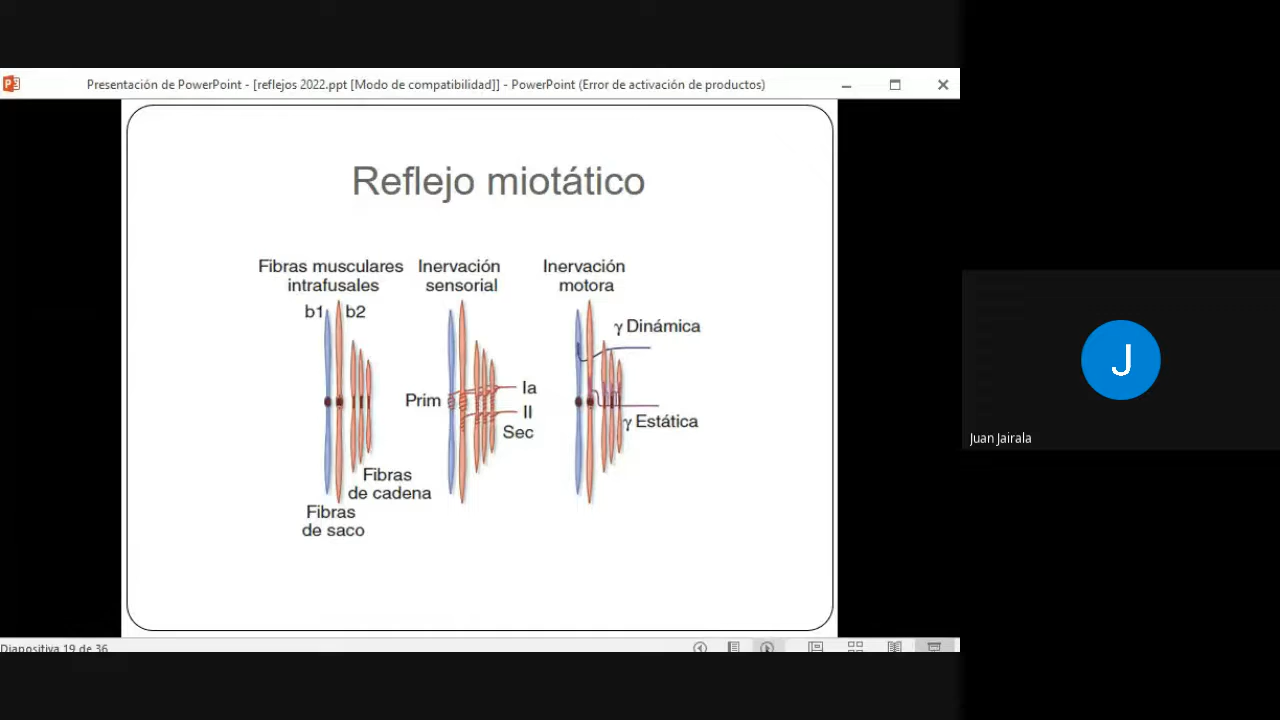 Presentación de PowerPoint - [reflejos 2022.ppt [Modo de compatibilidad]] - PowerPoint (Error de activación de productos)
Reflejo miotático
Fibras musculares
intrafusales
b1 b2
Fibras
de cadena
Fibras
de saco
Inervación
sensorial
Prim
Ia
II
Sec
Inervación
motora
γ Dinámica
γ Estática
J
Juan Jairala
Diapositiva 19 de 36